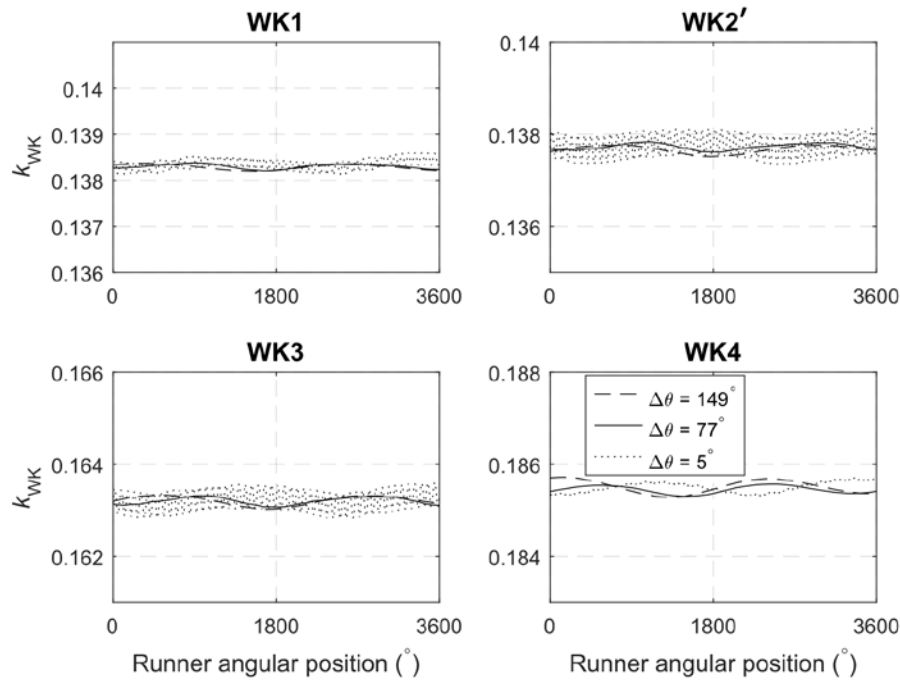 WK1
0.14
0.139
0.138
0.137
0.136
k_WK
0 1800 3600
WK2′
0.14
0.138
0.136
0 1800 3600
WK3
0.166
0.164
0.162
k_WK
0 1800 3600
Runner angular position (°)
WK4
0.188
0.186
0.184
Δθ = 149°
Δθ = 77°
Δθ = 5°
0 1800 3600
Runner angular position (°)